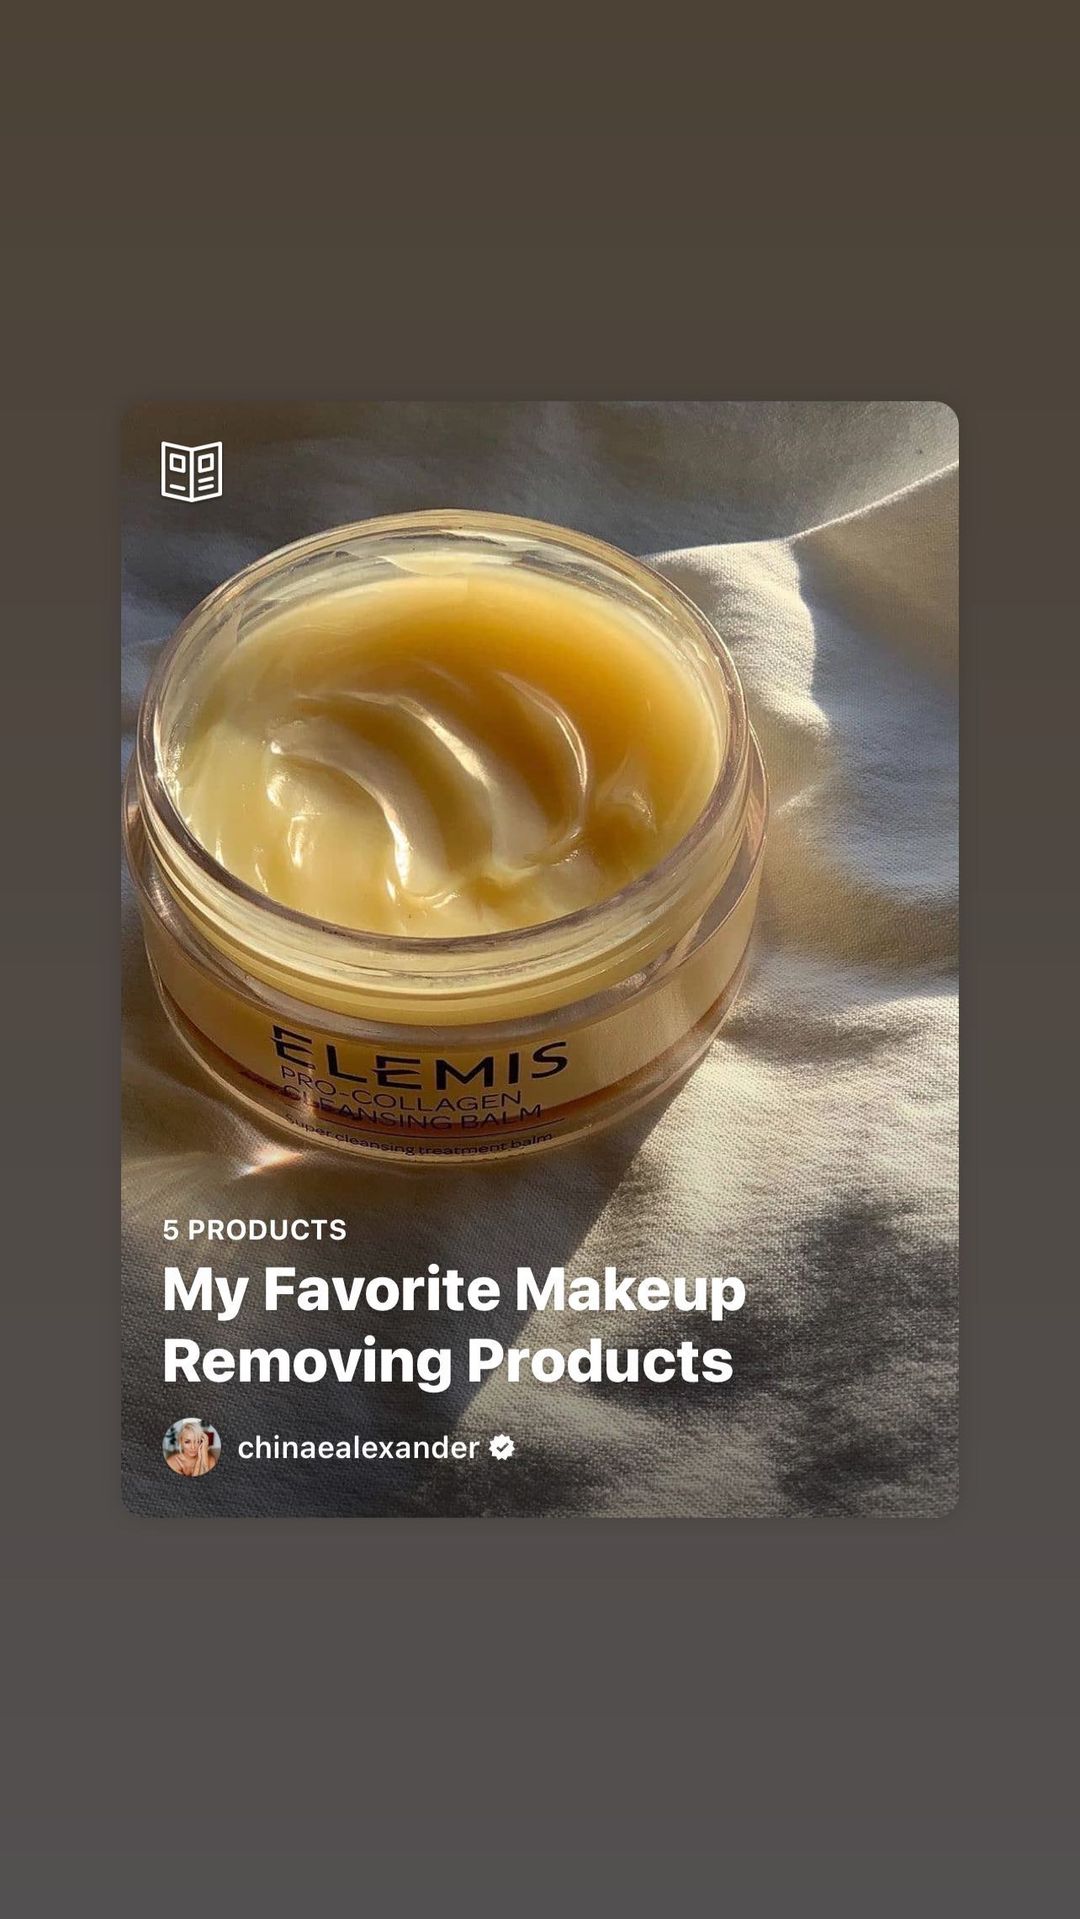 ELEMIS
PRO-COLLAGEN
CLEANSING BALM
super cleansing treatment balm
5 PRODUCTS
My Favorite Makeup
Removing Products
chinaealexander